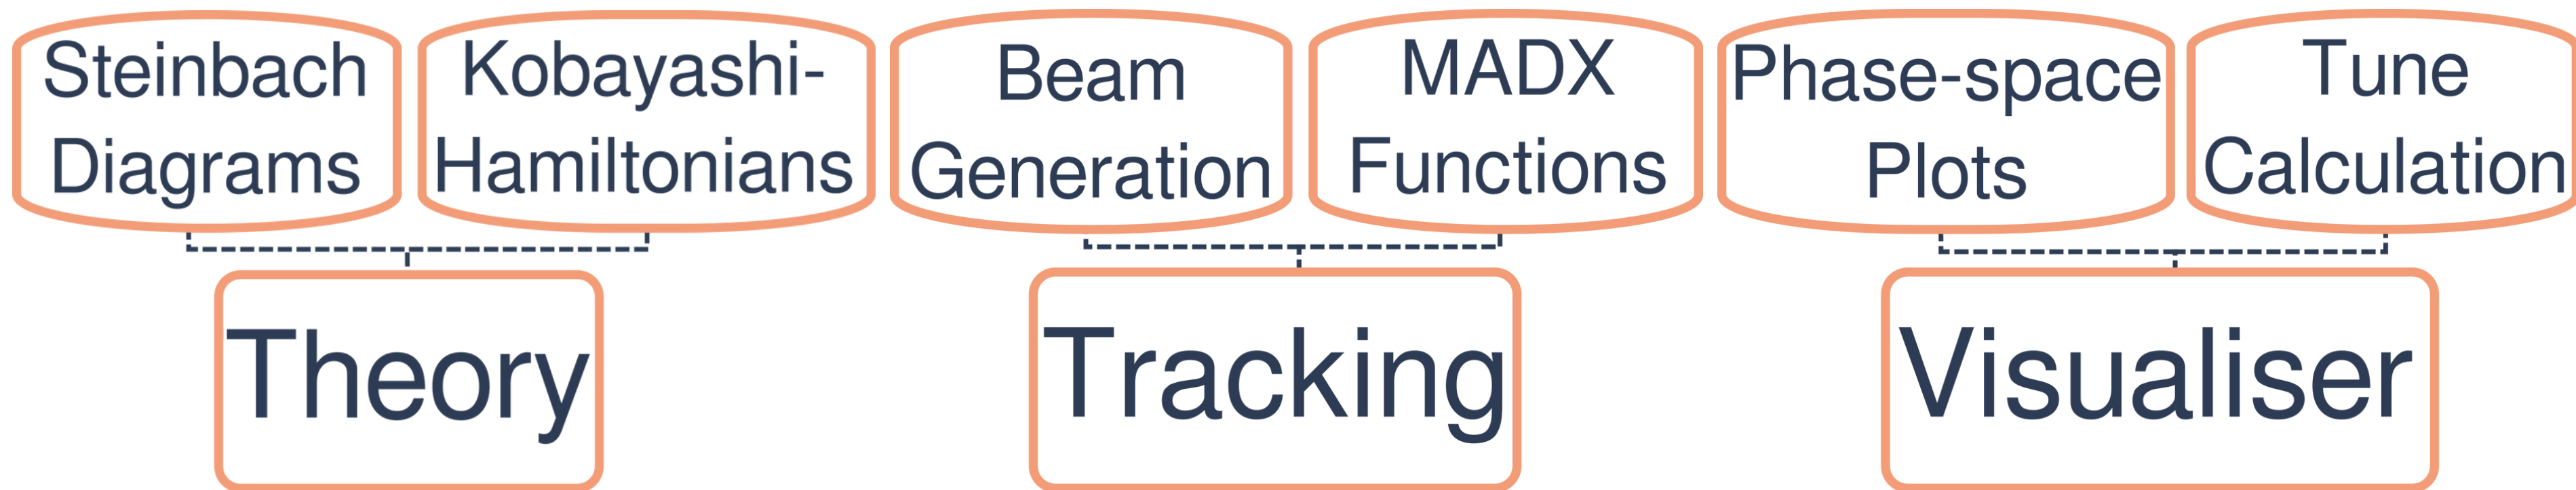 Steinbach
Diagrams
Kobayashi-
Hamiltonians
Beam
Generation
MADX
Functions
Phase-space
Plots
Tune
Calculation
Theory
Tracking
Visualiser